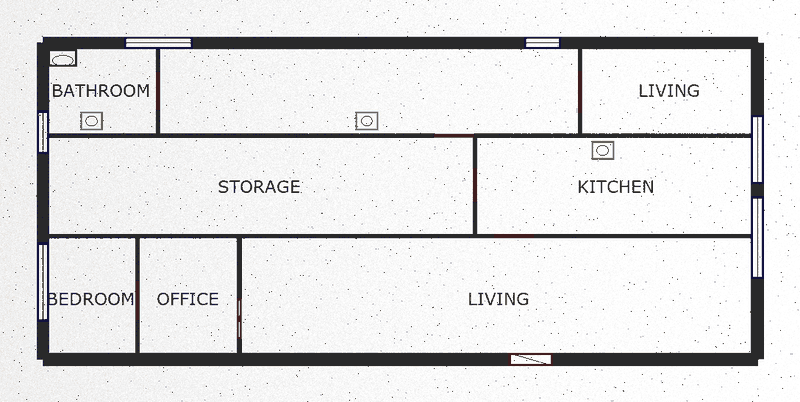 BATHROOM
LIVING
STORAGE
KITCHEN
BEDROOM
OFFICE
LIVING